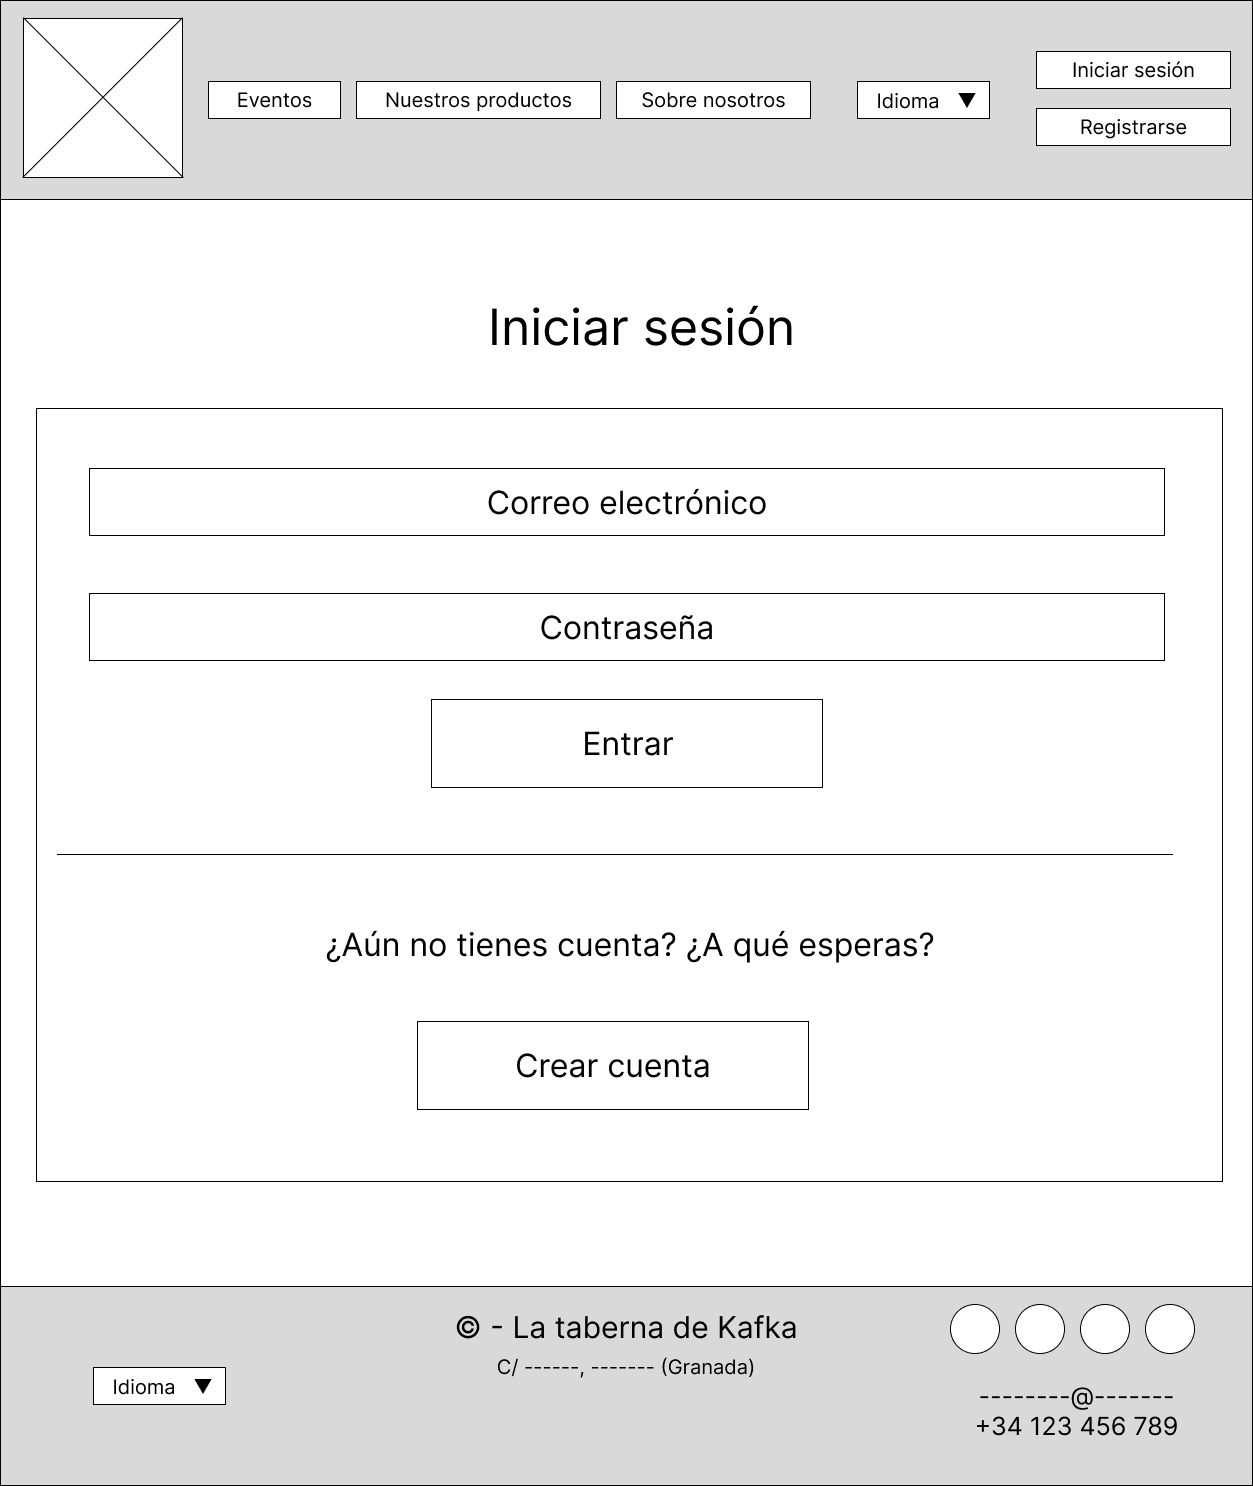 Eventos
Nuestros productos
Sobre nosotros
Idioma ▼
Iniciar sesión
Registrarse
Iniciar sesión
Correo electrónico
Contraseña
Entrar
¿Aún no tienes cuenta? ¿A qué esperas?
Crear cuenta
Idioma ▼
© - La taberna de Kafka
C/ ------, ------- (Granada)
--------@-------
+34 123 456 789